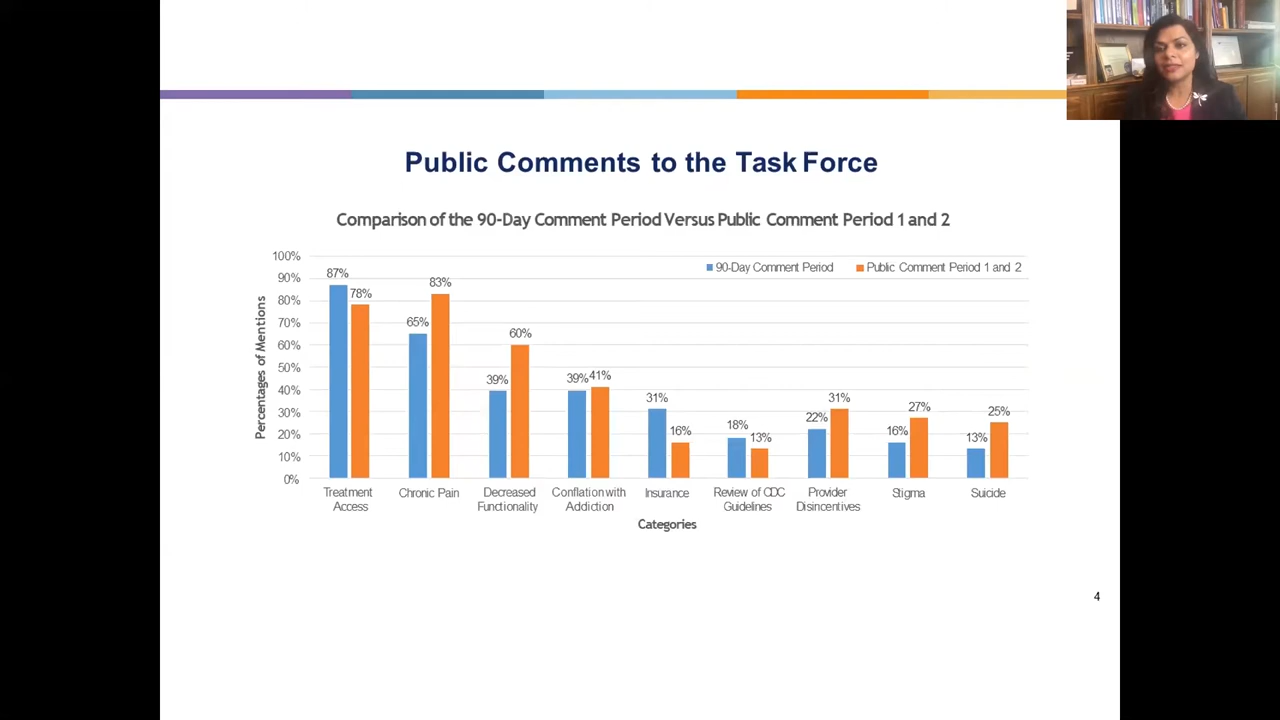 Public Comments to the Task Force
Comparison of the 90-Day Comment Period Versus Public Comment Period 1 and 2
90-Day Comment Period
Public Comment Period 1 and 2
Percentages of Mentions
100%
90%
80%
70%
60%
50%
40%
30%
20%
10%
0%
87%
78%
65%
83%
39%
60%
39%
41%
31%
16%
18%
13%
22%
31%
16%
27%
13%
25%
Treatment
Access
Chronic Pain
Decreased
Functionality
Conflation with
Addiction
Insurance
Review of CDC
Guidelines
Provider
Disincentives
Stigma
Suicide
Categories
4